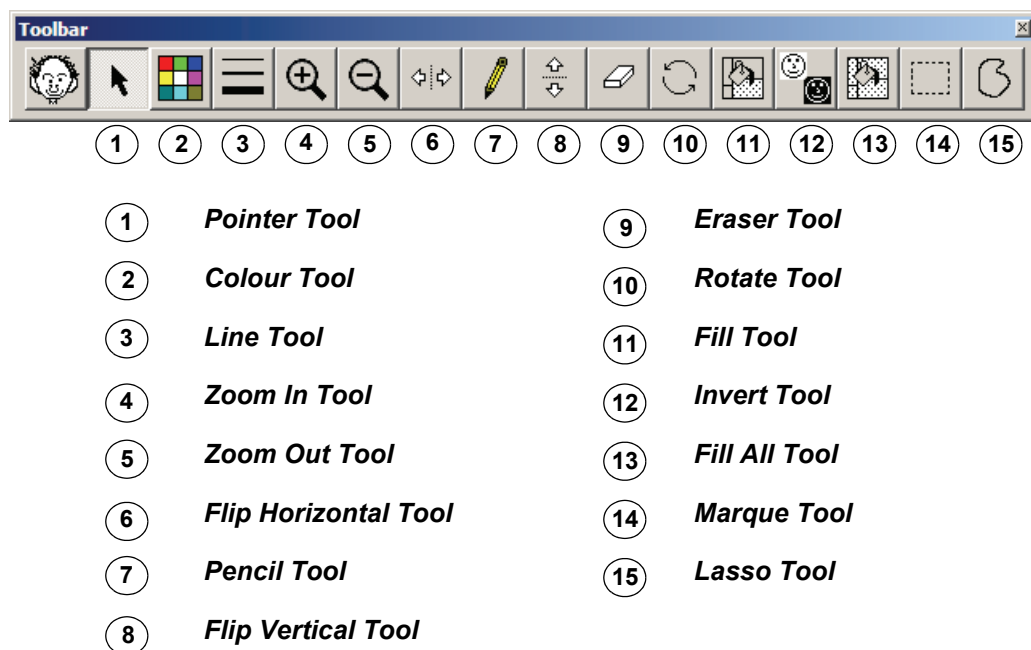 Toolbar
1 2 3 4 5 6 7 8 9 10 11 12 13 14 15
1 Pointer Tool
2 Colour Tool
3 Line Tool
4 Zoom In Tool
5 Zoom Out Tool
6 Flip Horizontal Tool
7 Pencil Tool
8 Flip Vertical Tool
9 Eraser Tool
10 Rotate Tool
11 Fill Tool
12 Invert Tool
13 Fill All Tool
14 Marque Tool
15 Lasso Tool